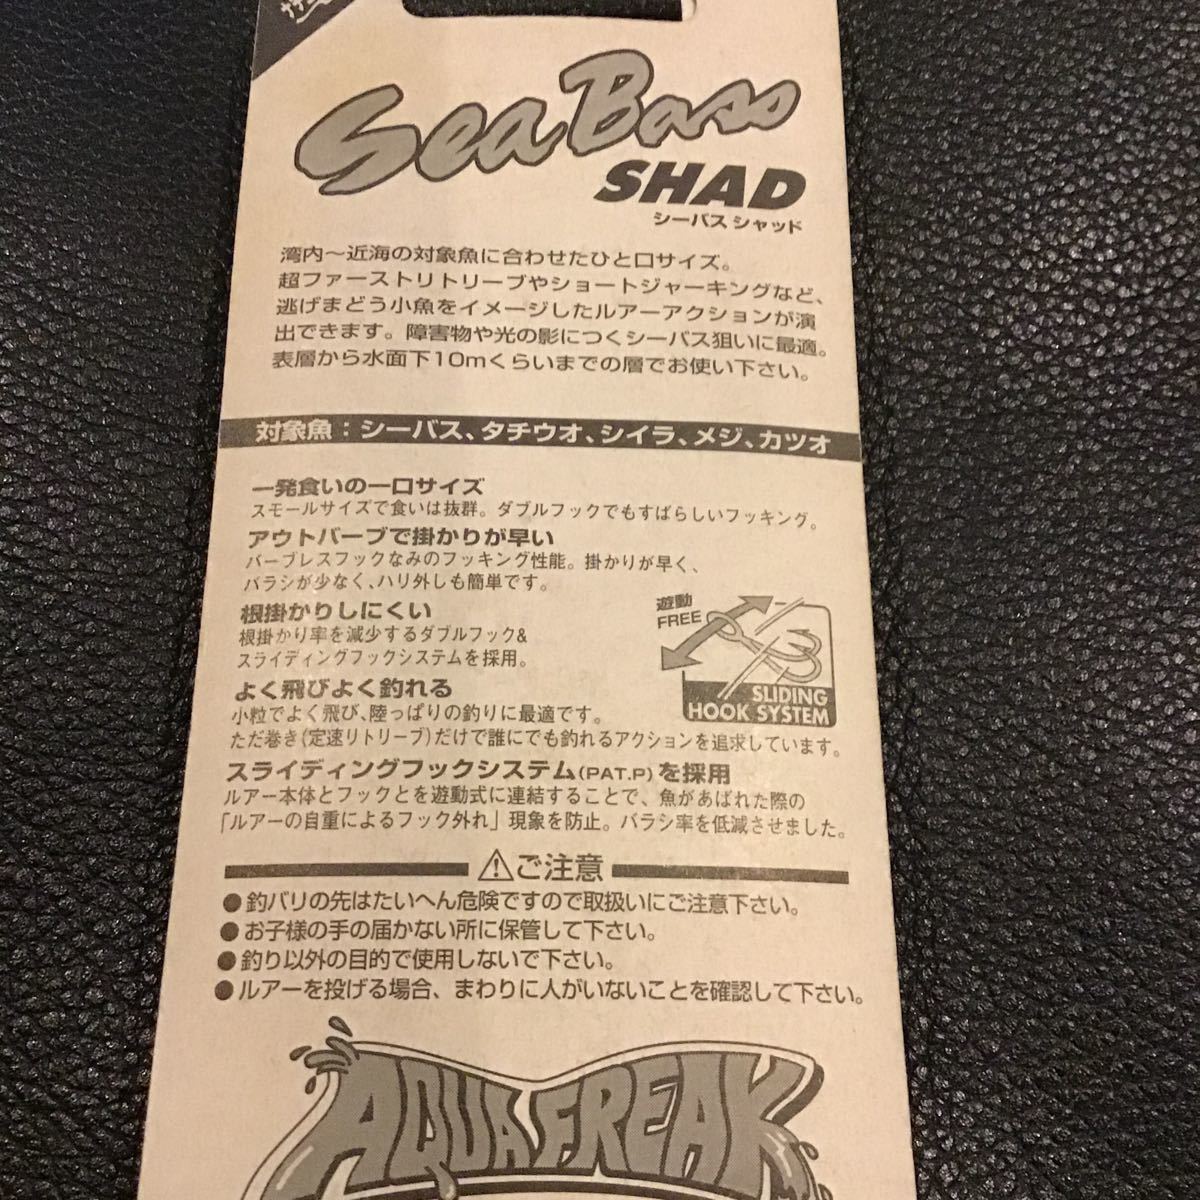 Sea Bass
SHAD
シーバス シャッド
湾内～近海の対象魚に合わせたひと口サイズ。
超ファーストリトリーブやショートジャーキングなど、
逃げまどう小魚をイメージしたルアーアクションが演
出できます。障害物や光の影につくシーバス狙いに最適。
表層から水面下10mくらいまでの層でお使い下さい。
対象魚：シーバス、タチウオ、シイラ、メジ、カツオ
一発食いの一口サイズ
スモールサイズで食いは抜群。ダブルフックでもすばらしいフッキング。
アウトバーブで掛かりが早い
バーブレスフックなみのフッキング性能。掛かりが早く、
バラシが少なく、ハリ外しも簡単です。
根掛かりしにくい
根掛かり率を減少するダブルフック&
スライディングフックシステムを採用。
遊動
FREE
SLIDING
HOOK SYSTEM
よく飛びよく釣れる
小粒でよく飛び、陸っぱりの釣りに最適です。
ただ巻き(定速リトリーブ)だけで誰にでも釣れるアクションを追求しています。
スライディングフックシステム(PAT.P)を採用
ルアー本体とフックとを遊動式に連結することで、魚があばれた際の
「ルアーの自重によるフック外れ」現象を防止。バラシ率を低減させました。
⚠ご注意
●釣バリの先はたいへん危険ですので取扱いにご注意下さい。
●お子様の手の届かない所に保管して下さい。
●釣り以外の目的で使用しないで下さい。
●ルアーを投げる場合、まわりに人がいないことを確認して下さい。
AQUA FREAK